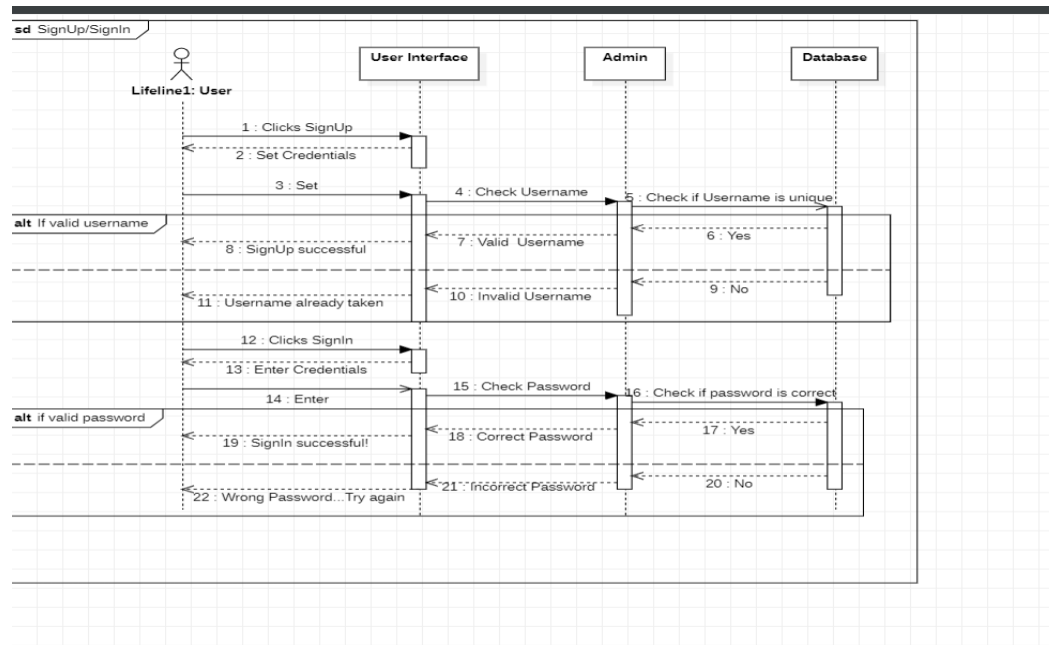 sd SignUp/SignIn
User Interface
Admin
Database
Lifeline1: User
1 : Clicks SignUp
2 : Set Credentials
3 : Set
4 : Check Username
5 : Check if Username is unique
alt If valid username
6 : Yes
7 : Valid Username
8 : SignUp successful
9 : No
10 : Invalid Username
11 : Username already taken
12 : Clicks SignIn
13 : Enter Credentials
14 : Enter
15 : Check Password
16 : Check if password is correct
alt if valid password
17 : Yes
18 : Correct Password
19 : SignIn successful!
20 : No
21 : Incorrect Password
22 : Wrong Password...Try again